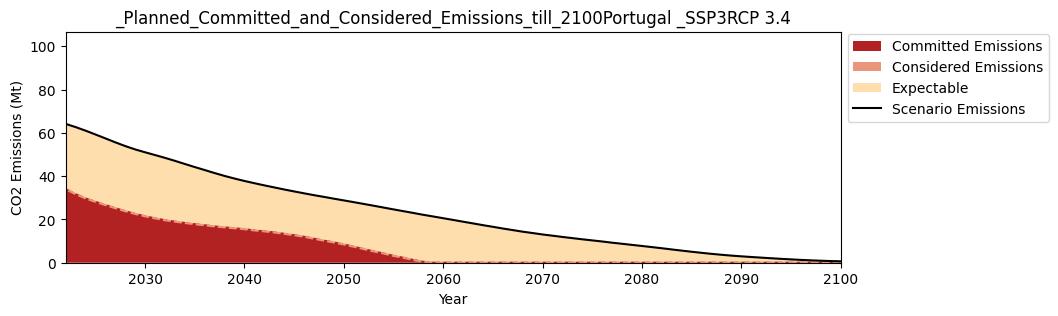 _Planned_Committed_and_Considered_Emissions_till_2100Portugal _SSP3RCP 3.4
100
80
60
40
20
0
CO2 Emissions (Mt)
2030
2040
2050
2060
2070
2080
2090
2100
Year
Committed Emissions
Considered Emissions
Expectable
Scenario Emissions